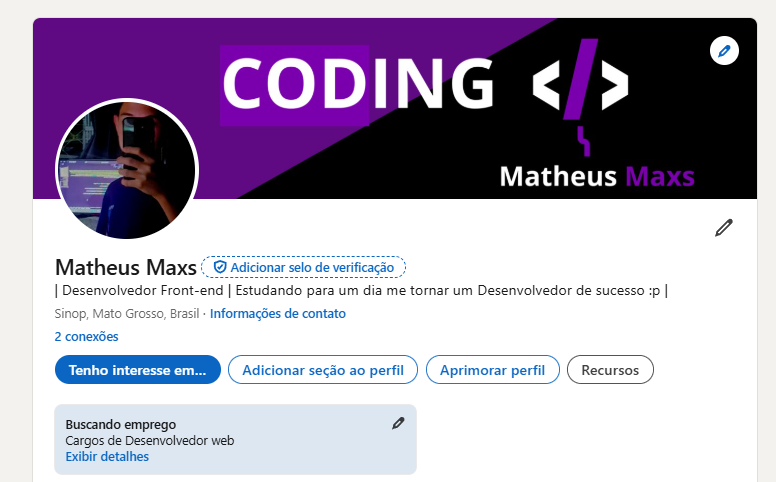 CODING </>
Matheus Maxs
Matheus Maxs Adicionar selo de verificação
| Desenvolvedor Front-end | Estudando para um dia me tornar um Desenvolvedor de sucesso :p |
Sinop, Mato Grosso, Brasil · Informações de contato
2 conexões
Tenho interesse em... Adicionar seção ao perfil Aprimorar perfil Recursos
Buscando emprego
Cargos de Desenvolvedor web
Exibir detalhes